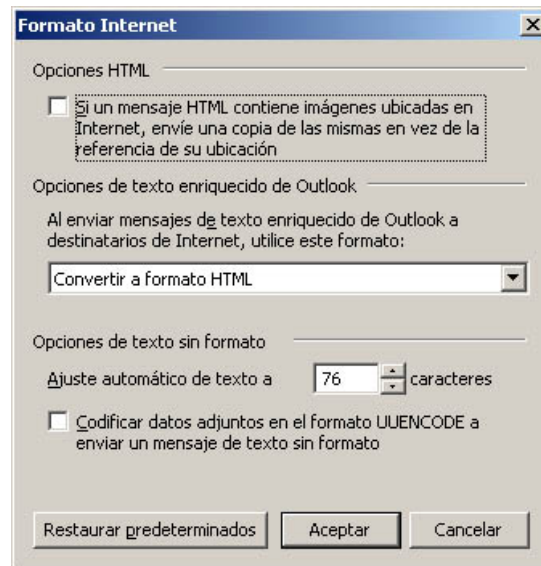 Formato Internet
Opciones HTML
Si un mensaje HTML contiene imágenes ubicadas en
Internet, envíe una copia de las mismas en vez de la
referencia de su ubicación
Opciones de texto enriquecido de Outlook
Al enviar mensajes de texto enriquecido de Outlook a
destinatarios de Internet, utilice este formato:
Convertir a formato HTML
Opciones de texto sin formato
Ajuste automático de texto a 76 caracteres
Codificar datos adjuntos en el formato UUENCODE a
enviar un mensaje de texto sin formato
Restaurar predeterminados Aceptar Cancelar